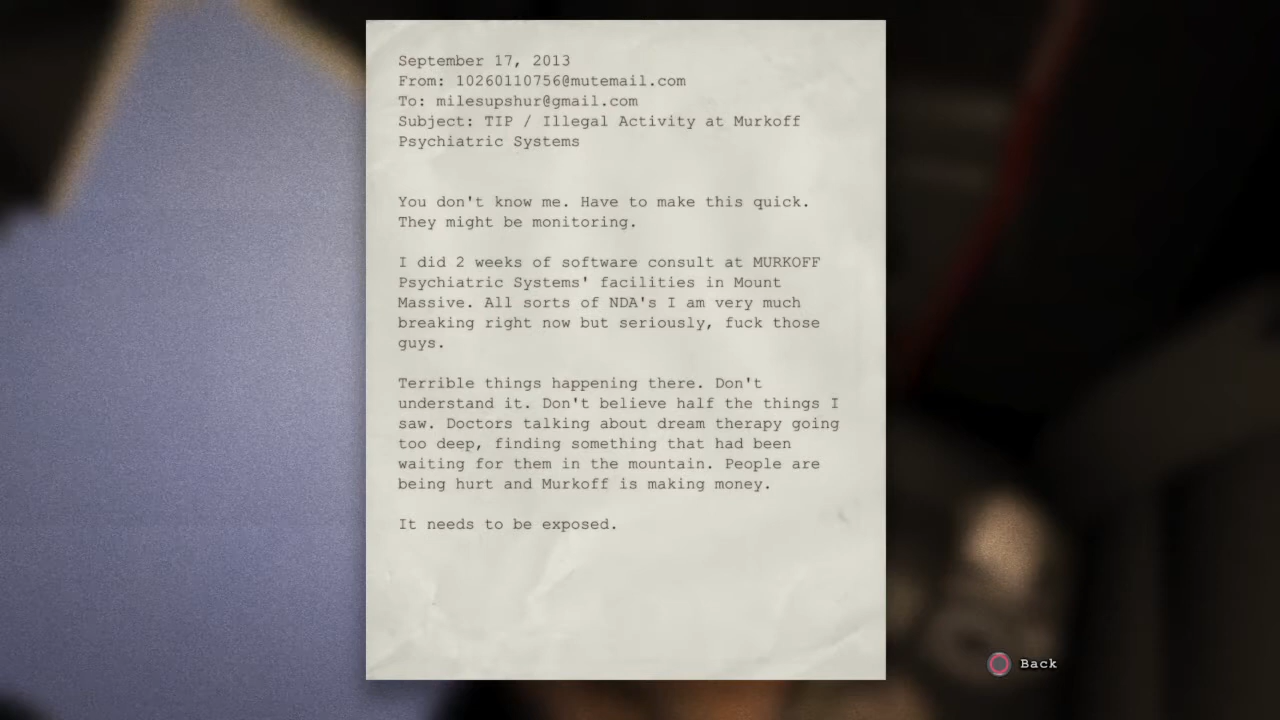 September 17, 2013
From: 10260110756@mutemail.com
To: milesupshur@gmail.com
Subject: TIP / Illegal Activity at Murkoff
Psychiatric Systems
You don't know me. Have to make this quick.
They might be monitoring.
I did 2 weeks of software consult at MURKOFF
Psychiatric Systems' facilities in Mount
Massive. All sorts of NDA's I am very much
breaking right now but seriously, fuck those
guys.
Terrible things happening there. Don't
understand it. Don't believe half the things I
saw. Doctors talking about dream therapy going
too deep, finding something that had been
waiting for them in the mountain. People are
being hurt and Murkoff is making money.
It needs to be exposed.
Back